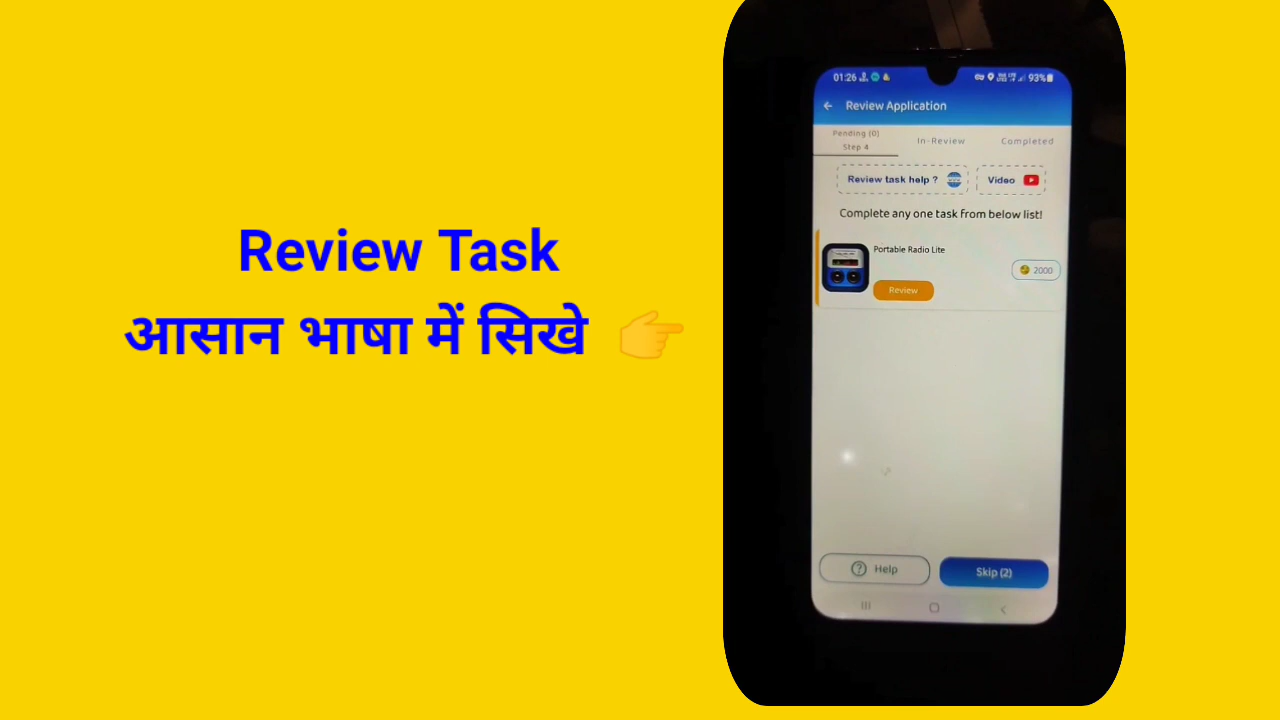 Review Task
आसान भाषा में सिखे 👉
01:26
93%
Review Application
Pending (0)
Step 4
In-Review
Completed
Review task help ?
Video
Complete any one task from below list!
Portable Radio Lite
2000
Review
Help
Skip (2)